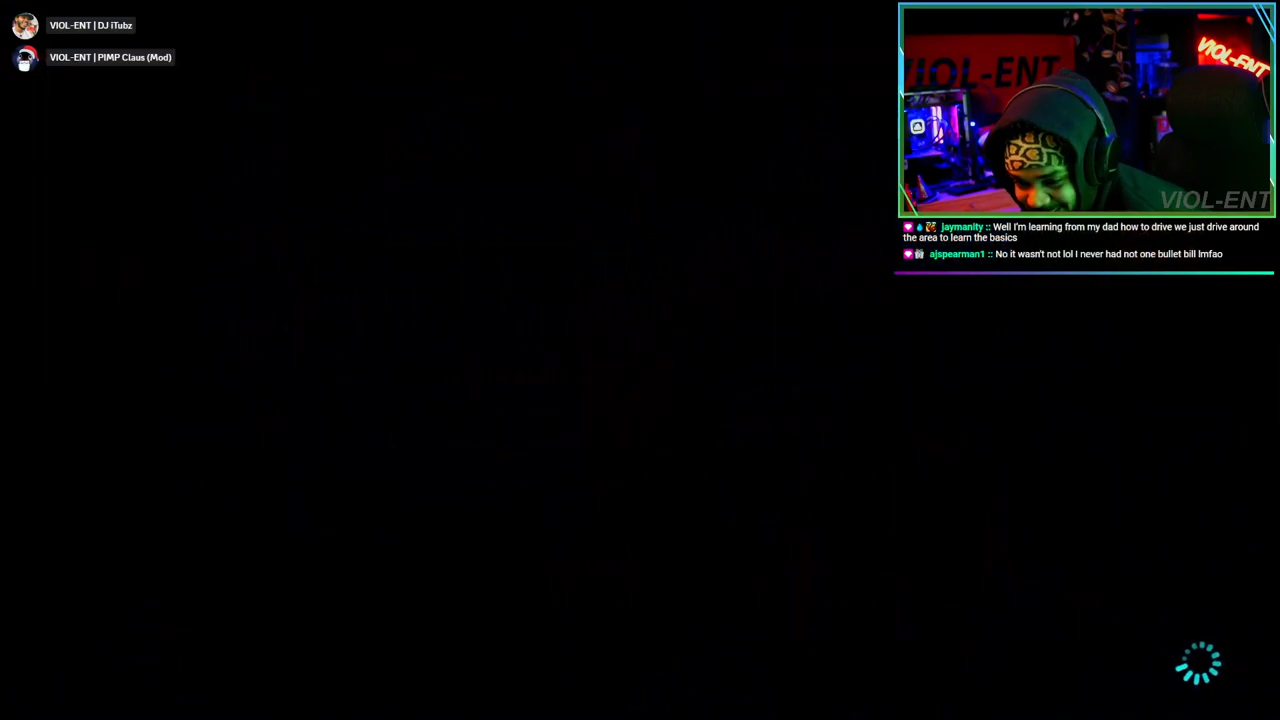 VIOL-ENT | DJ iTubz
VIOL-ENT | PIMP Claus (Mod)
VIOL-ENT
VIOL-ENT
VIOL-ENT
jaymanity :: Well I'm learning from my dad how to drive we just drive around
the area to learn the basics
ajspearman1 :: No it wasn't not lol I never had not one bullet bill lmfao